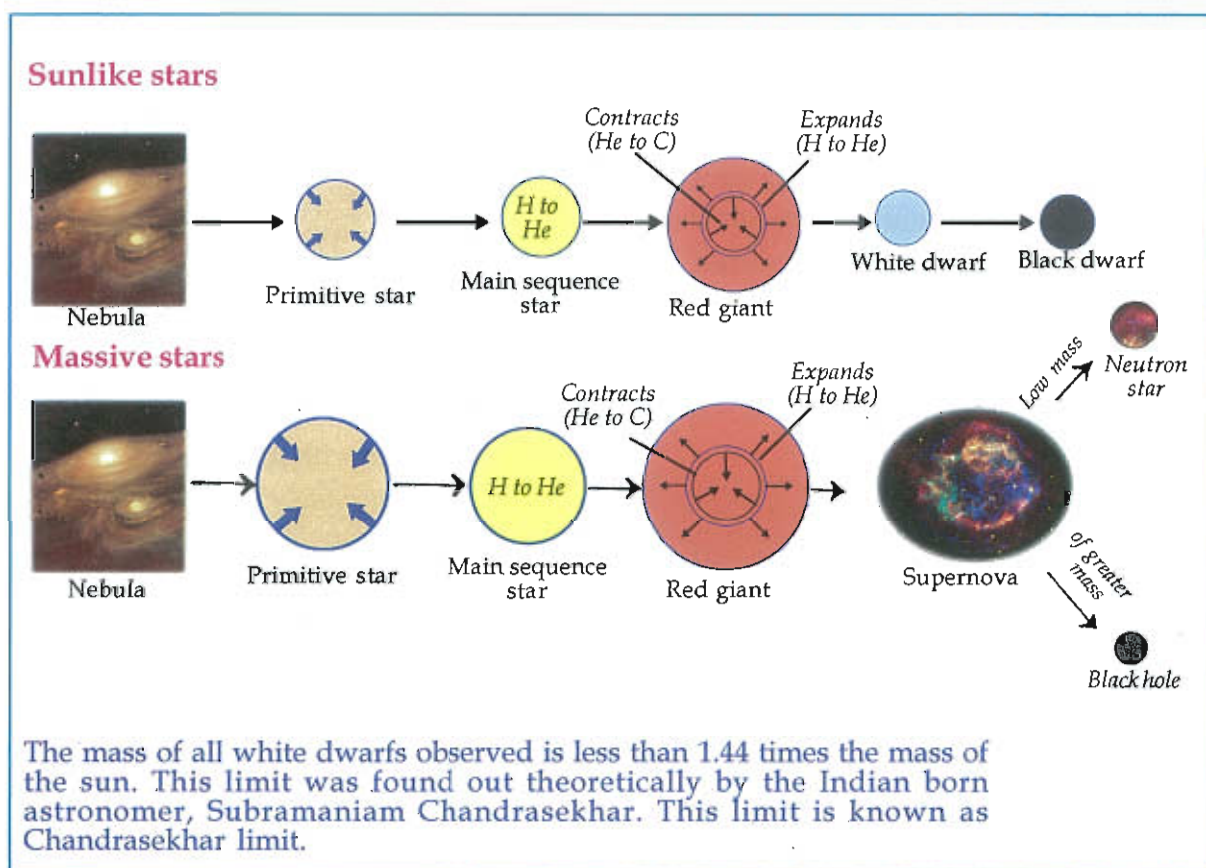 Sunlike stars
Contracts
(He to C)
Expands
(H to He)
H to
He
Nebula
Primitive star
Main sequence
star
Red giant
White dwarf
Black dwarf
Massive stars
Contracts
(He to C)
Expands
(H to He)
H to He
Nebula
Primitive star
Main sequence
star
Red giant
Supernova
Low mass
Neutron
star
of greater
mass
Black hole
The mass of all white dwarfs observed is less than 1.44 times the mass of
the sun. This limit was found out theoretically by the Indian born
astronomer, Subramaniam Chandrasekhar. This limit is known as
Chandrasekhar limit.